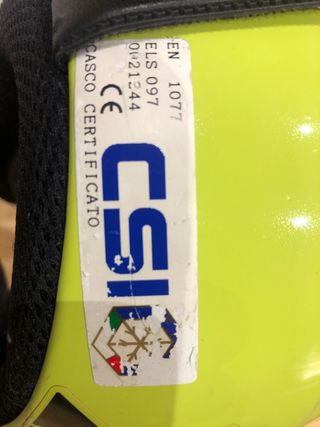 EN 1077
ELS 097
0021244
CE
CASCO CERTIFICATO
CSI